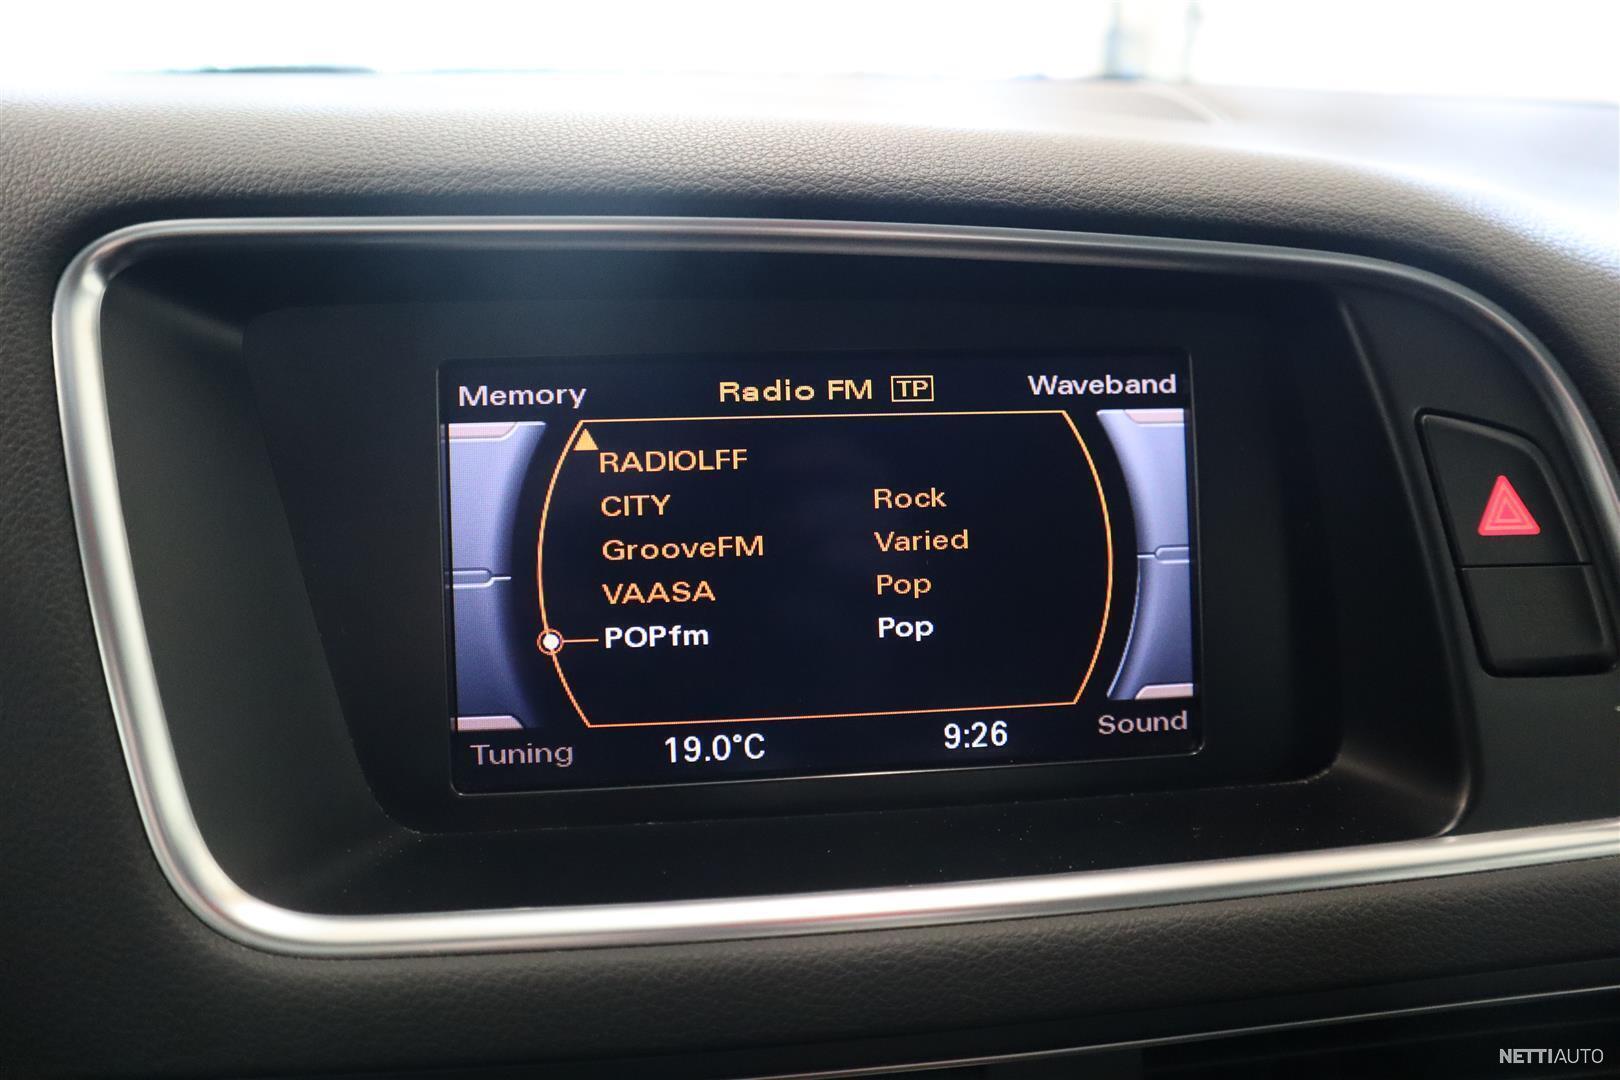 Memory Radio FM TP Waveband
RADIOLFF
CITY Rock
GrooveFM Varied
VAASA Pop
POPfm Pop
Tuning 19.0°C 9:26 Sound
NETTIAUTO